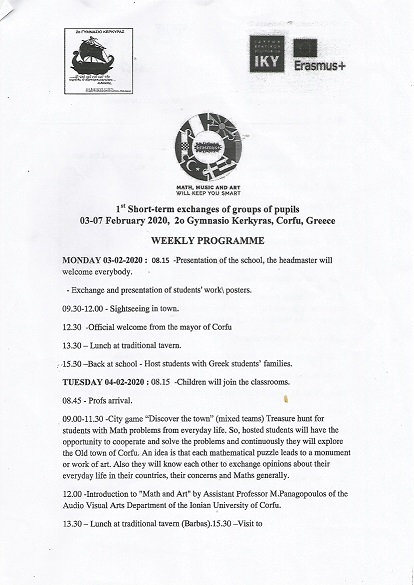 2ο ΓΥΜΝΑΣΙΟ ΚΕΡΚΥΡΑΣ
IKY
Erasmus+
MATH, MUSIC AND ART
WILL KEEP YOU SMART
1st Short-term exchanges of groups of pupils
03-07 February 2020, 2o Gymnasio Kerkyras, Corfu, Greece
WEEKLY PROGRAMME
MONDAY 03-02-2020 : 08.15 -Presentation of the school, the headmaster will
welcome everybody.
- Exchange and presentation of students' work\ posters.
09.30-12.00 - Sightseeing in town.
12.30 -Official welcome from the mayor of Corfu
13.30 – Lunch at traditional tavern.
15.30 –Back at school - Host students with Greek students' families.
TUESDAY 04-02-2020 : 08.15 -Children will join the classrooms.
08.45 - Profs arrival.
09.00-11.30 -City game “Discover the town” (mixed teams) Treasure hunt for
students with Math problems from everyday life. So, hosted students will have the
opportunity to cooperate and solve the problems and continuously they will explore
the Old town of Corfu. An idea is that each mathematical puzzle leads to a monument
or work of art. Also they will know each other to exchange opinions about their
everyday life in their countries, their concerns and Maths generally.
12.00 -Introduction to "Math and Art" by Assistant Professor M.Panagopoulos of the
Audio Visual Arts Department of the Ionian University of Corfu.
13.30 – Lunch at traditional tavern (Barbas).15.30 –Visit to